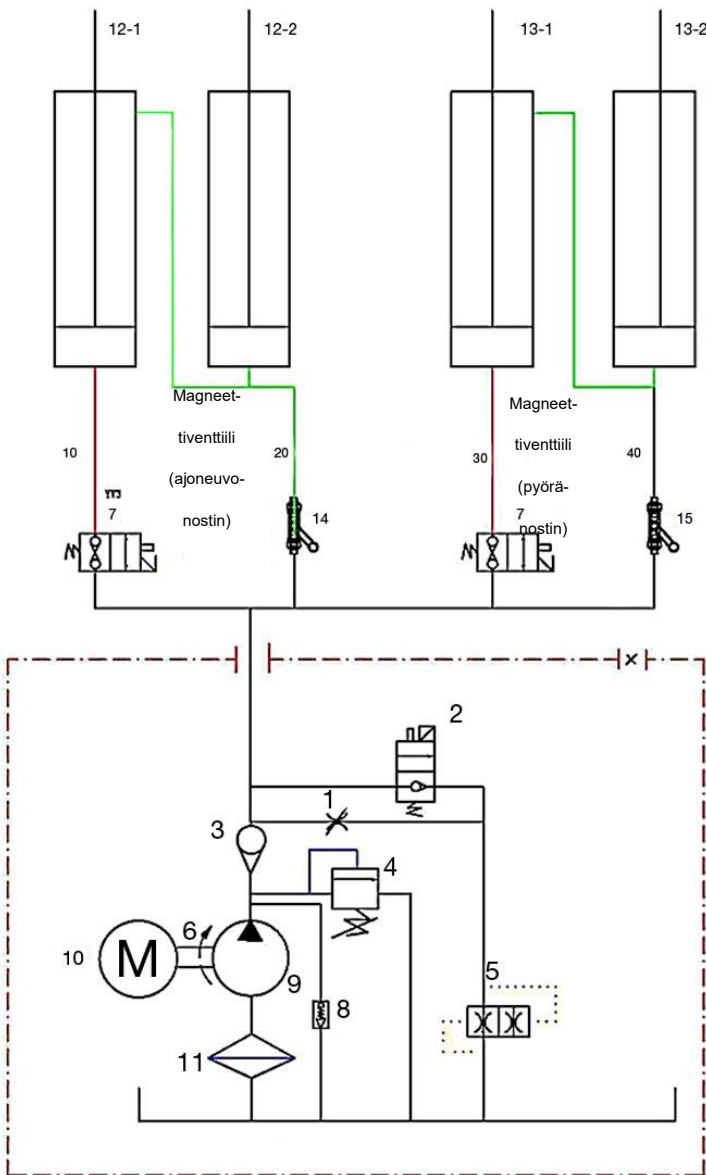 12-1
12-2
13-1
13-2
Magneet-
tiventtiili
(ajoneuvo-
nostin)
Magneet-
tiventtiili
(pyörä-
nostin)
10
20
30
40
7
14
7
15
x
2
1
3
4
6
10
M
9
5
8
11